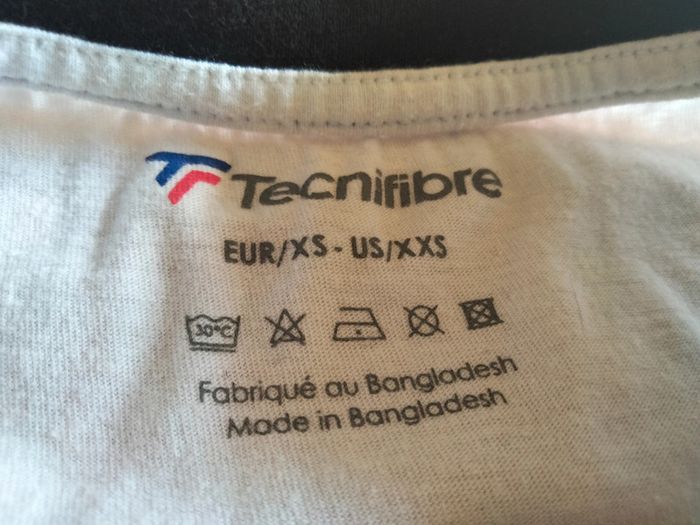 Tecnifibre
EUR/XS - US/XXS
30°C
Fabriqué au Bangladesh
Made in Bangladesh